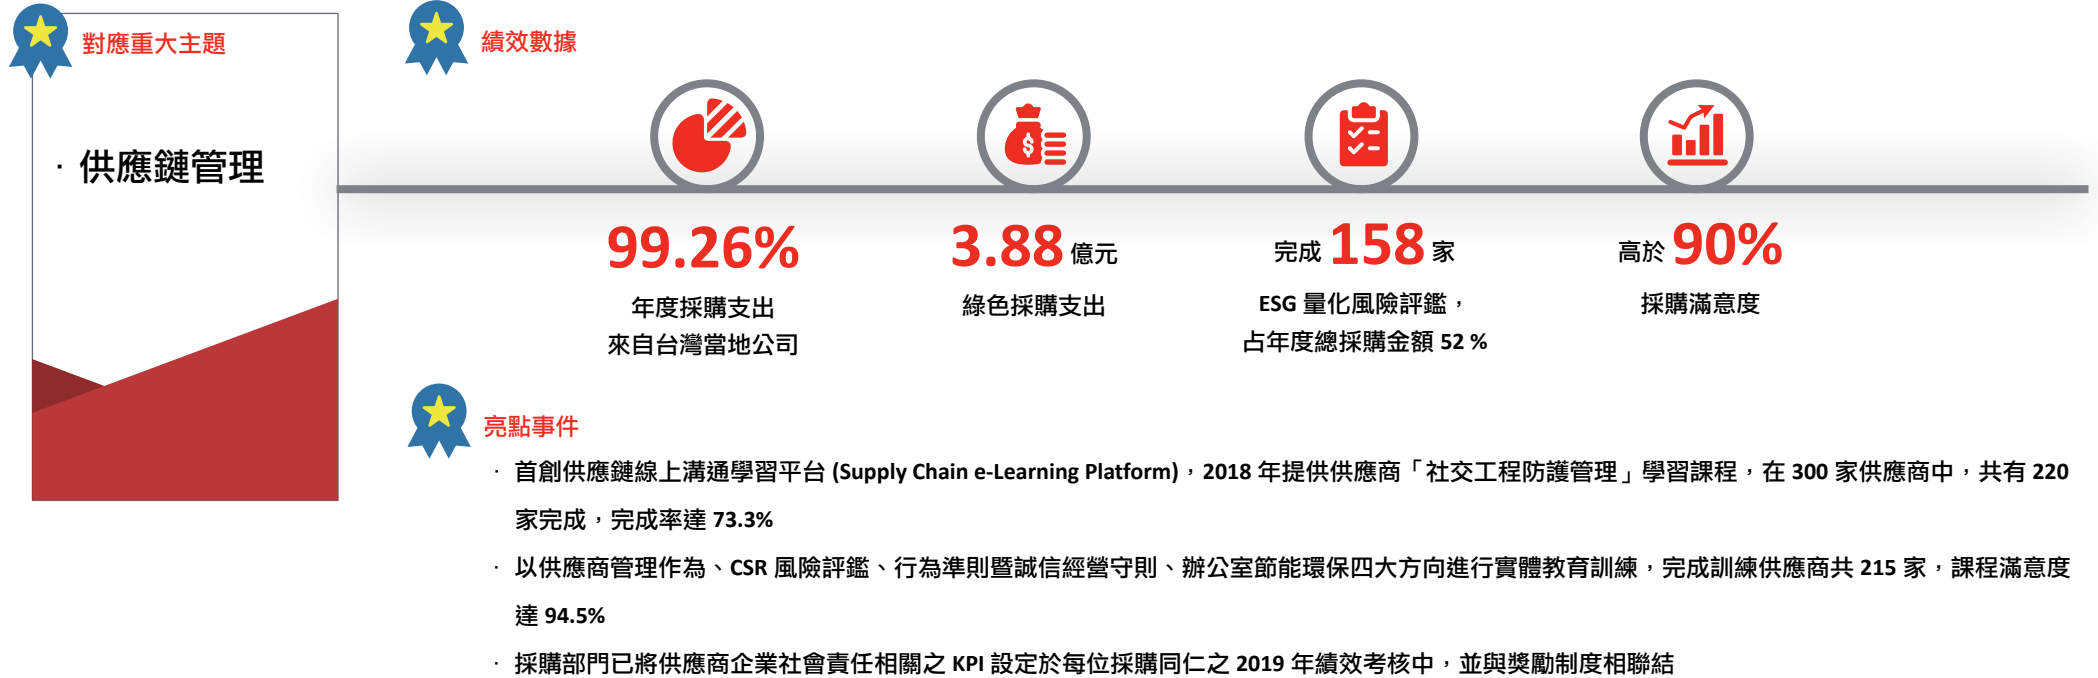 對應重大主題
· 供應鏈管理
績效數據
99.26%
年度採購支出
來自台灣當地公司
3.88 億元
綠色採購支出
完成 158 家
ESG 量化風險評鑑，
占年度總採購金額 52 %
高於 90%
採購滿意度
亮點事件
· 首創供應鏈線上溝通學習平台 (Supply Chain e-Learning Platform)，2018 年提供供應商「社交工程防護管理」學習課程，在 300 家供應商中，共有 220
家完成，完成率達 73.3%
· 以供應商管理作為、CSR 風險評鑑、行為準則暨誠信經營守則、辦公室節能環保四大方向進行實體教育訓練，完成訓練供應商共 215 家，課程滿意度
達 94.5%
· 採購部門已將供應商企業社會責任相關之 KPI 設定於每位採購同仁之 2019 年績效考核中，並與獎勵制度相聯結